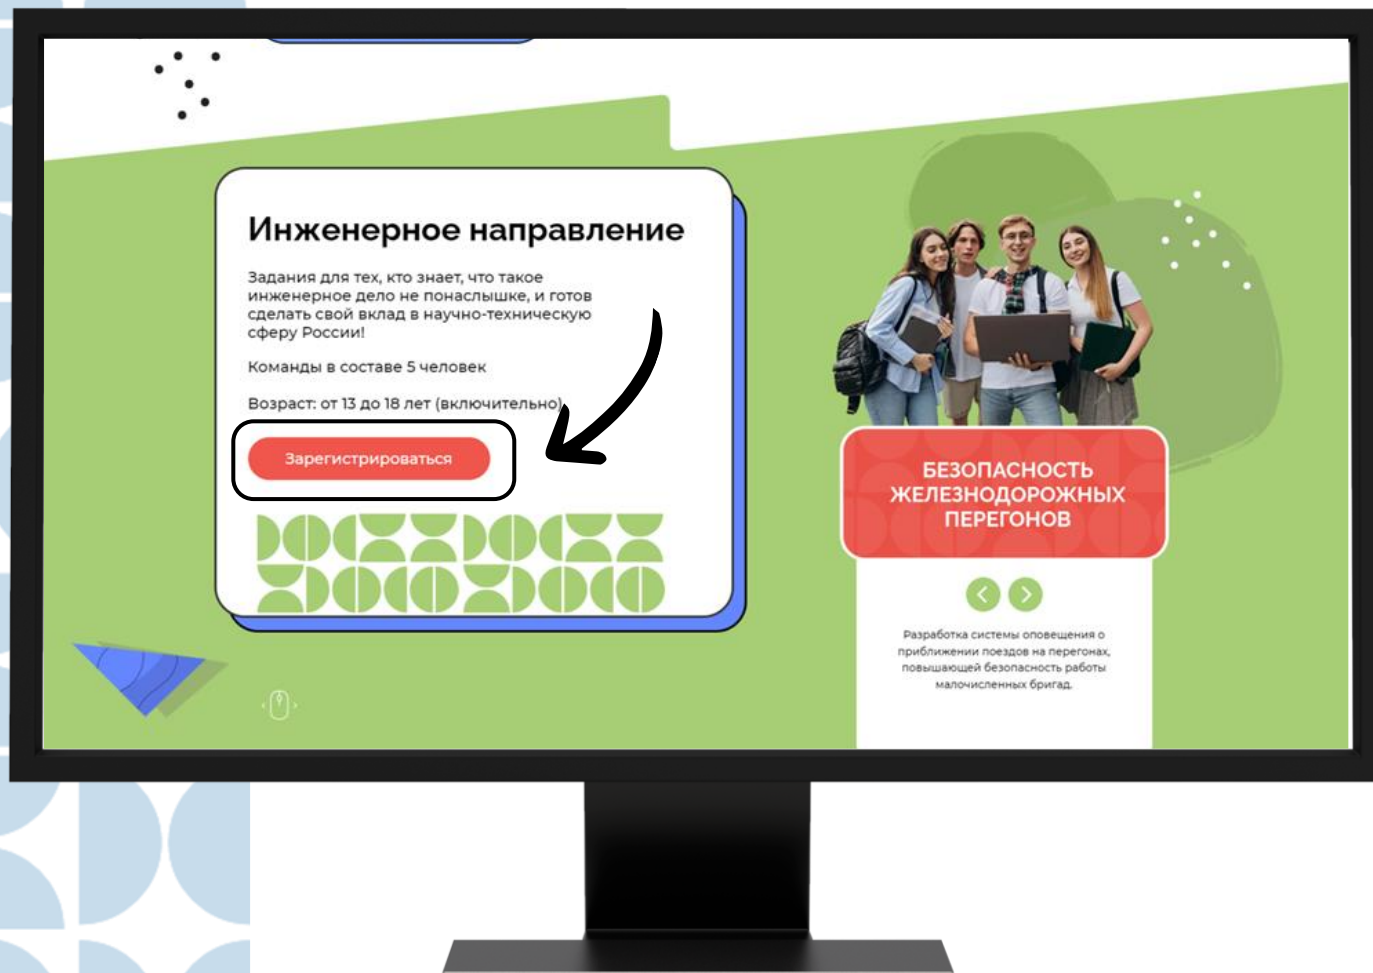 Инженерное направление
Задания для тех, кто знает, что такое
инженерное дело не понаслышке, и готов
сделать свой вклад в научно-техническую
сферу России!
Команды в составе 5 человек
Возраст: от 13 до 18 лет (включительно)
Зарегистрироваться
БЕЗОПАСНОСТЬ
ЖЕЛЕЗНОДОРОЖНЫХ
ПЕРЕГОНОВ
Разработка системы оповещения о
приближении поездов на перегонах,
повышающей безопасность работы
малочисленных бригад.